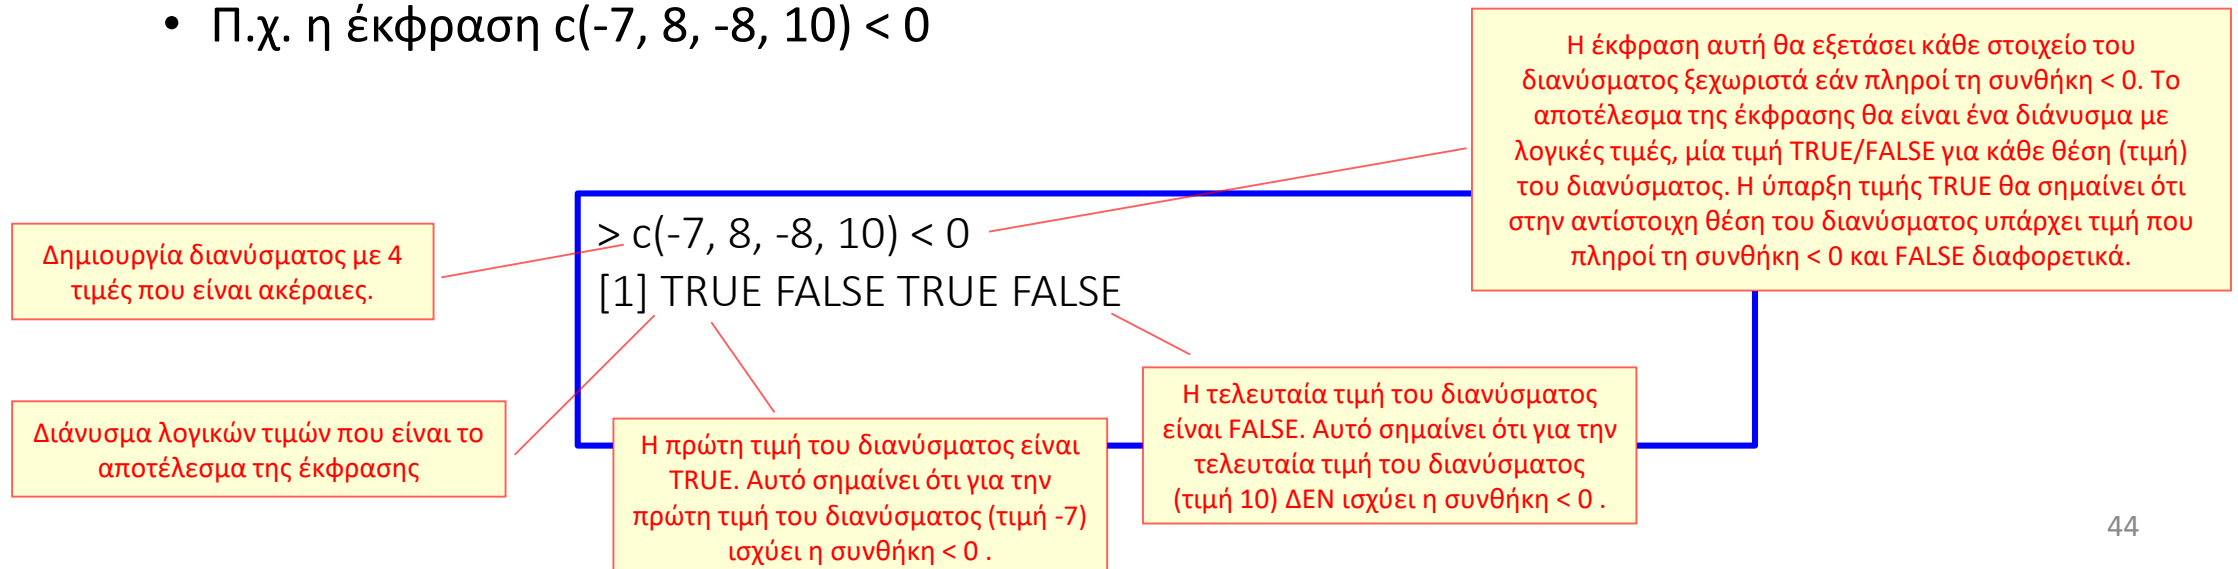 • Π.χ. η έκφραση c(-7, 8, -8, 10) < 0
Η έκφραση αυτή θα εξετάσει κάθε στοιχείο του
διανύσματος ξεχωριστά εάν πληροί τη συνθήκη < 0. Το
αποτέλεσμα της έκφρασης θα είναι ένα διάνυσμα με
λογικές τιμές, μία τιμή TRUE/FALSE για κάθε θέση (τιμή)
του διανύσματος. Η ύπαρξη τιμής TRUE θα σημαίνει ότι
στην αντίστοιχη θέση του διανύσματος υπάρχει τιμή που
πληροί τη συνθήκη < 0 και FALSE διαφορετικά.
> c(-7, 8, -8, 10) < 0
[1] TRUE FALSE TRUE FALSE
Δημιουργία διανύσματος με 4
τιμές που είναι ακέραιες.
Διάνυσμα λογικών τιμών που είναι το
αποτέλεσμα της έκφρασης
Η πρώτη τιμή του διανύσματος είναι
TRUE. Αυτό σημαίνει ότι για την
πρώτη τιμή του διανύσματος (τιμή -7)
ισχύει η συνθήκη < 0 .
Η τελευταία τιμή του διανύσματος
είναι FALSE. Αυτό σημαίνει ότι για την
τελευταία τιμή του διανύσματος
(τιμή 10) ΔΕΝ ισχύει η συνθήκη < 0 .
44